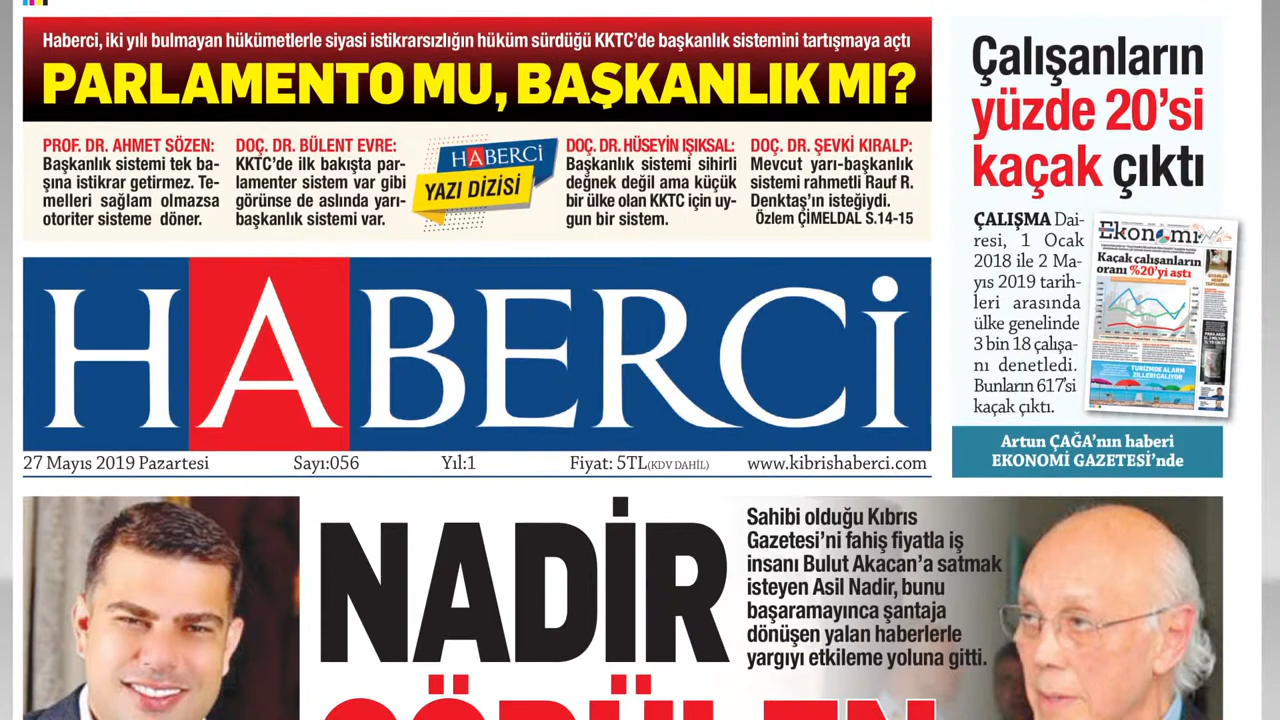 Haberci, iki yılı bulmayan hükümetlerle siyasi istikrarsızlığın hüküm sürdüğü KKTC'de başkanlık sistemini tartışmaya açtı
PARLAMENTO MU, BAŞKANLIK MI?
PROF. DR. AHMET SÖZEN:
Başkanlık sistemi tek ba-
şına istikrar getirmez. Te-
melleri sağlam olmazsa
otoriter sisteme döner.
DOÇ. DR. BÜLENT EVRE:
KKTC'de ilk bakışta par-
lamenter sistem var gibi
görünse de aslında yarı-
başkanlık sistemi var.
HABERCİ
YAZI DİZİSİ
DOÇ. DR. HÜSEYİN IŞIKSAL:
Başkanlık sistemi sihirli
değnek değil ama küçük
bir ülke olan KKTC için uy-
gun bir sistem.
DOÇ. DR. ŞEVKİ KIRALP:
Mevcut yarı-başkanlık
sistemi rahmetli Rauf R.
Denktaş'ın isteğiydi.
Özlem ÇİMELDAL S.14-15
Çalışanların
yüzde 20'si
kaçak çıktı
ÇALIŞMA Dai-
resi, 1 Ocak
2018 ile 2 Ma-
yıs 2019 tarih-
leri arasında
ülke genelinde
3 bin 18 çalışa-
nı denetledi.
Bunların 617'si
kaçak çıktı.
Ekonomi
Kaçak çalışanların
oranı %20'yi aştı
TURİZMDE ALARM
ZİLLERİ ÇALIYOR
Artun ÇAĞA'nın haberi
EKONOMİ GAZETESİ'nde
HABERCİ
27 Mayıs 2019 Pazartesi Sayı:056 Yıl:1 Fiyat: 5TL(KDV DAHİL) www.kibrishaberci.com
NADİR
Sahibi olduğu Kıbrıs
Gazetesi'ni fahiş fiyatla iş
insanı Bulut Akacan'a satmak
isteyen Asil Nadir, bunu
başaramayınca şantaja
dönüşen yalan haberlerle
yargıyı etkileme yoluna gitti.
GÖRÜLEN